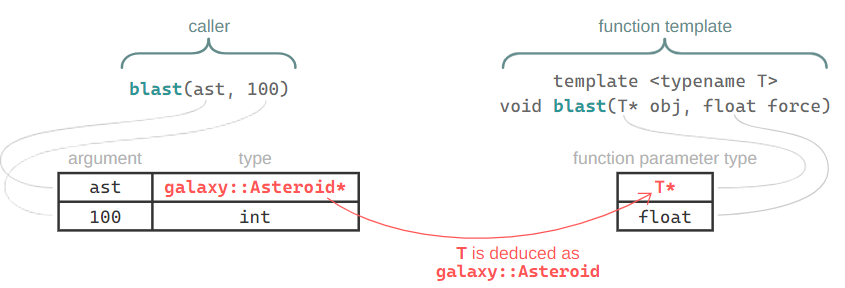 caller
function template
blast(ast, 100)
template <typename T>
void blast(T* obj, float force)
argument type
function parameter type
ast galaxy::Asteroid*
T*
100 int
float
T is deduced as
galaxy::Asteroid